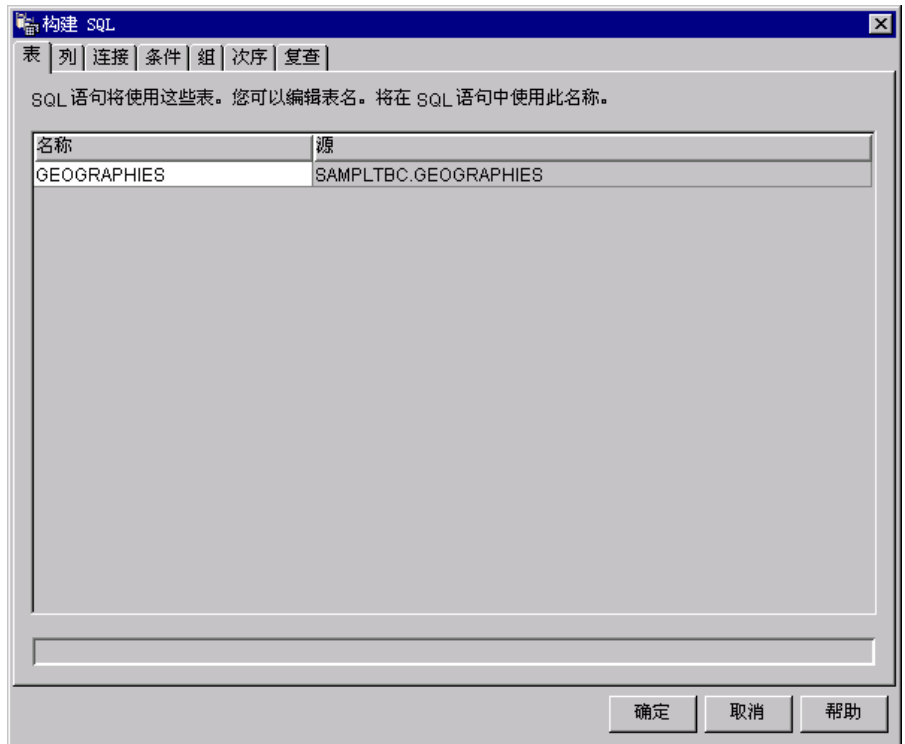 构建 SQL
表 列 连接 条件 组 次序 复查
SQL 语句将使用这些表。您可以编辑表名。将在 SQL 语句中使用此名称。
名称 源
GEOGRAPHIES SAMPLTBC.GEOGRAPHIES
确定 取消 帮助